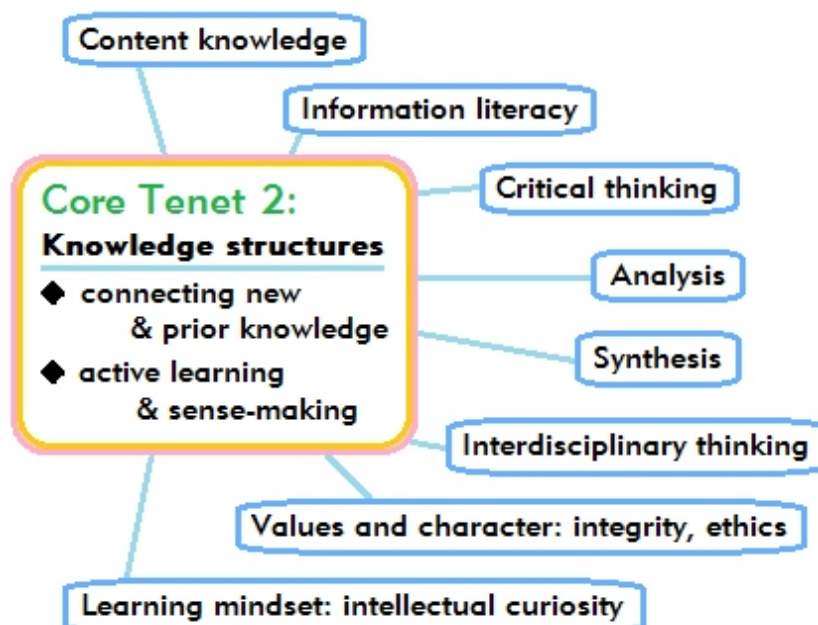 Content knowledge
Information literacy
Critical thinking
Core Tenet 2:
Knowledge structures
◆ connecting new
& prior knowledge
◆ active learning
& sense-making
Analysis
Synthesis
Interdisciplinary thinking
Values and character: integrity, ethics
Learning mindset: intellectual curiosity